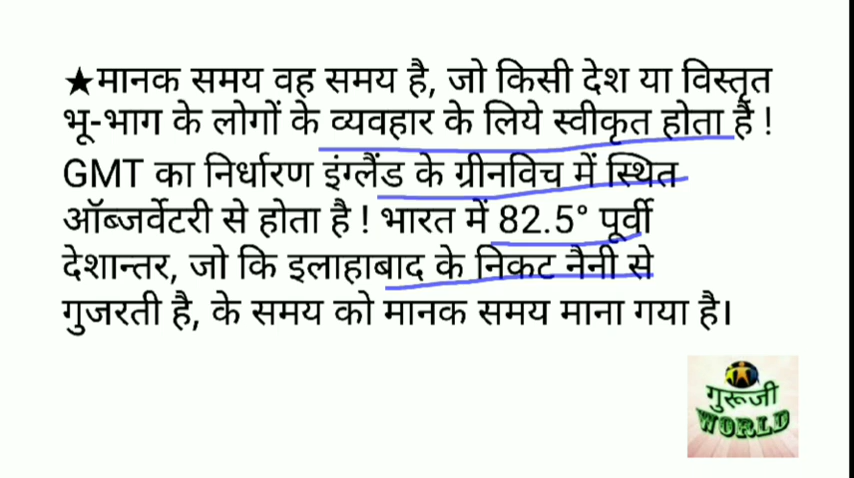 ★मानक समय वह समय है, जो किसी देश या विस्तृत
भू-भाग के लोगों के व्यवहार के लिये स्वीकृत होता है !
GMT का निर्धारण इंग्लैंड के ग्रीनविच में स्थित
ऑब्जर्वेटरी से होता है ! भारत में 82.5° पूर्वी
देशान्तर, जो कि इलाहाबाद के निकट नैनी से
गुजरती है, के समय को मानक समय माना गया है।
गुरूजी
WORLD